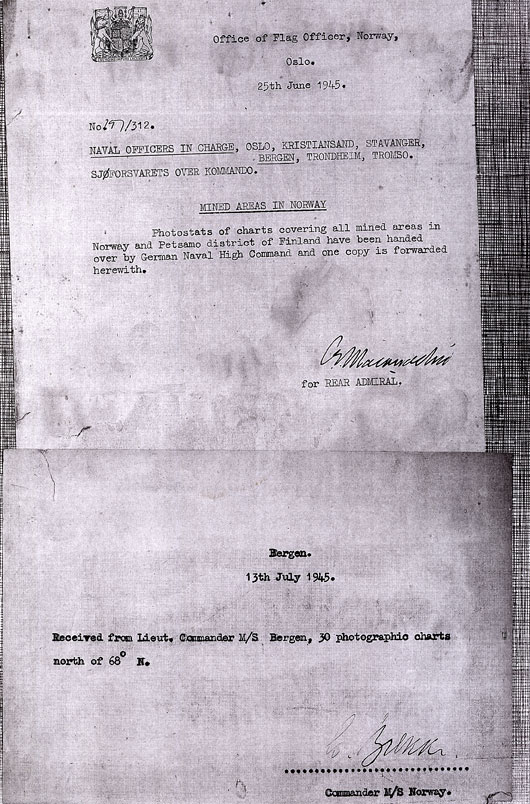 Office of Flag Officer, Norway,
Oslo.
25th June 1945.
No.197/312.
NAVAL OFFICERS IN CHARGE, OSLO, KRISTIANSAND, STAVANGER,
BERGEN, TRONDHEIM, TROMSO.
SJØFORSVARETS OVER KOMMANDO.
MINED AREAS IN NORWAY
Photostats of charts covering all mined areas in
Norway and Petsamo district of Finland have been handed
over by German Naval High Command and one copy is forwarded
herewith.
for REAR ADMIRAL.
Bergen.
13th July 1945.
Received from Lieut. Commander M/S Bergen, 30 photographic charts
north of 68° N.
Commander M/S Norway.